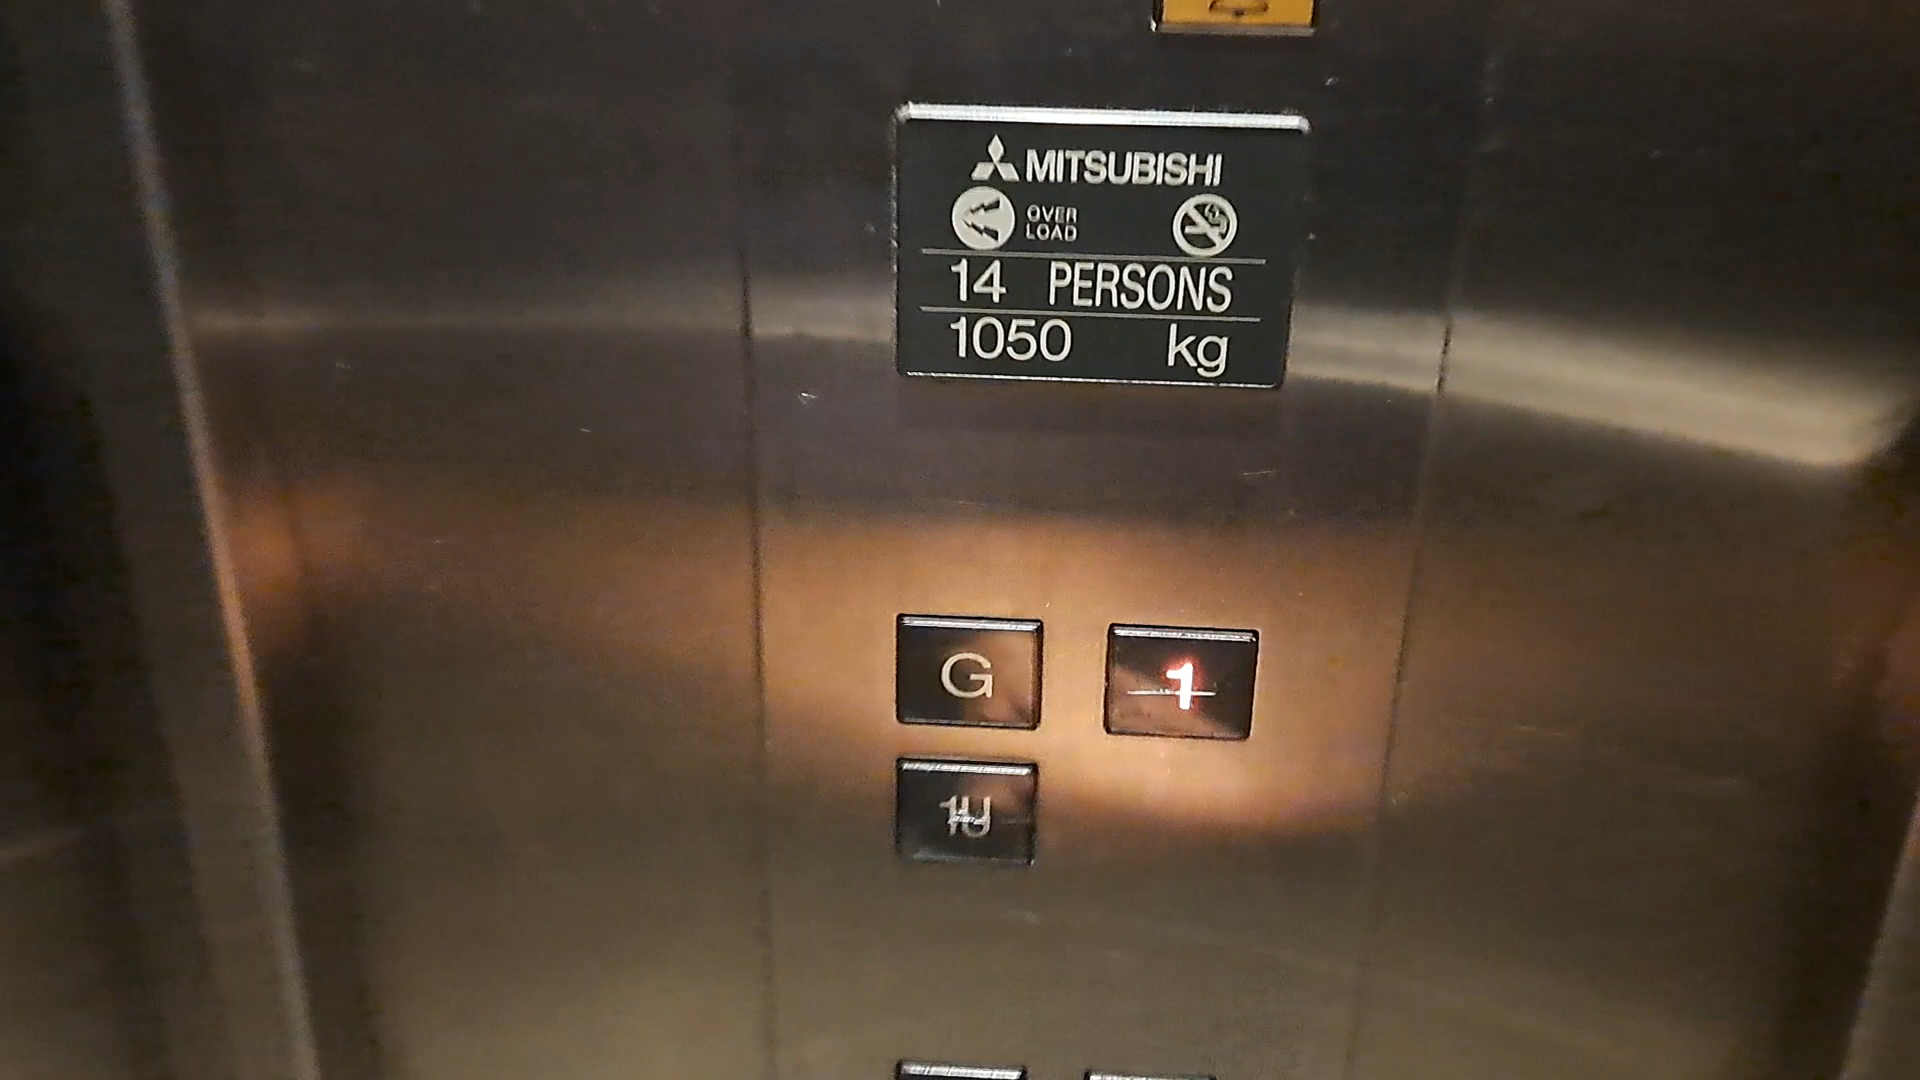 MITSUBISHI
OVER
LOAD
14 PERSONS
1050 kg
G 1
1U